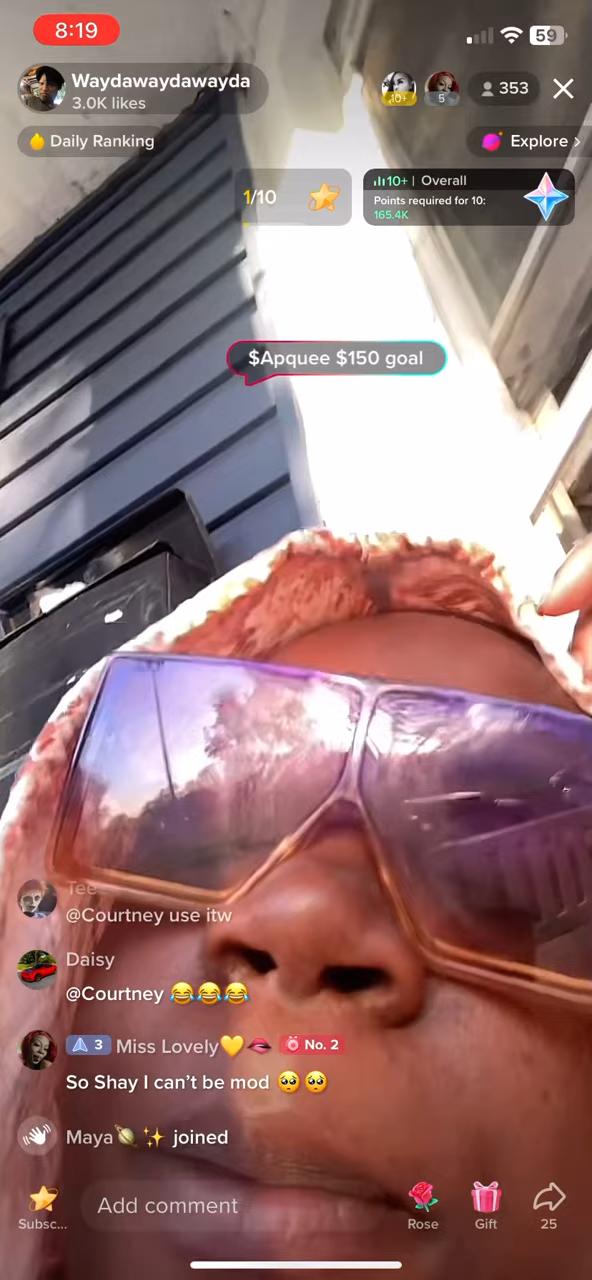 8:19
59
Waydawaydawayda
3.0K likes
10+
5
353
Daily Ranking
Explore >
1/10
10+ | Overall
Points required for 10:
165.4K
$Apquee $150 goal
Tee
@Courtney use itw
Daisy
@Courtney 😂😂😂
3 Miss Lovely💛🫦 No. 2
So Shay I can't be mod 🥺🥺
Maya🪐✨ joined
Add comment
Subsc...
Rose
Gift
25